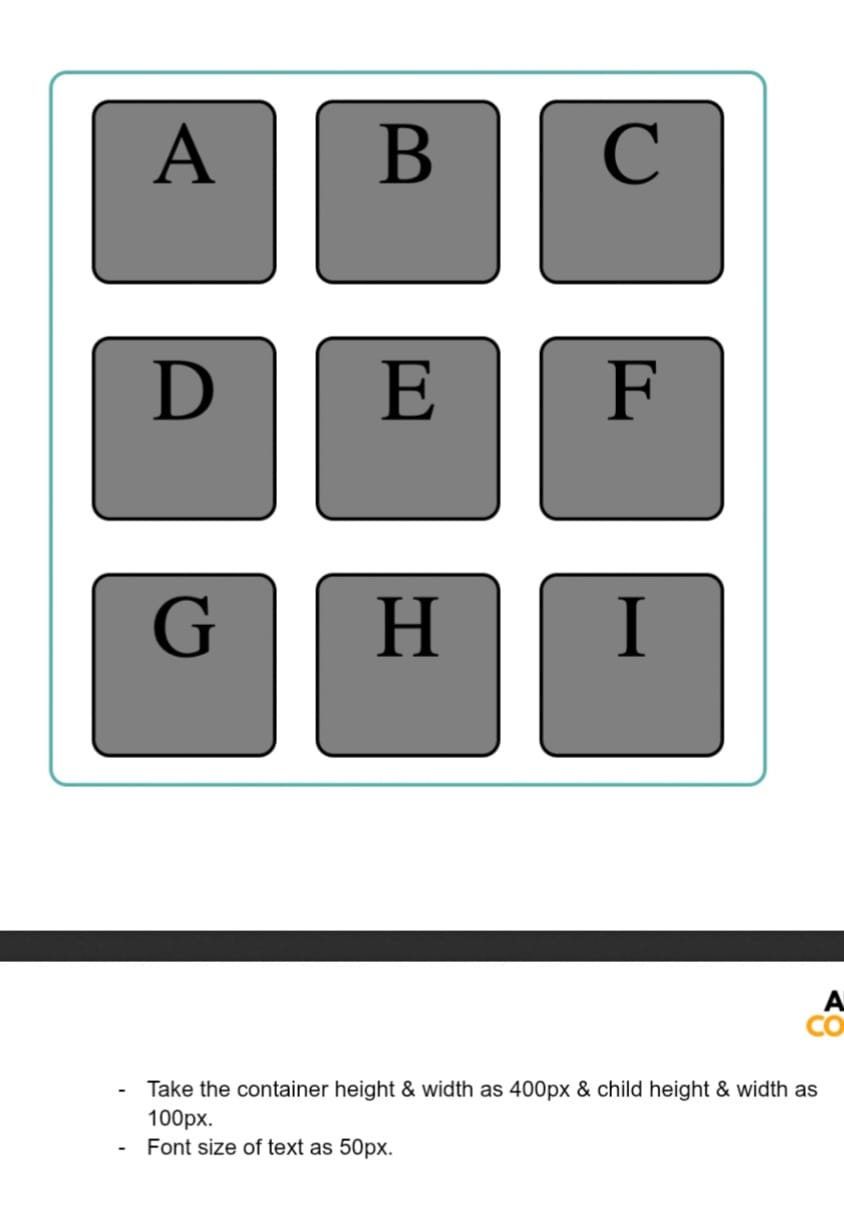 A B C
D E F
G H I
A
CO
- Take the container height & width as 400px & child height & width as
100px.
- Font size of text as 50px.